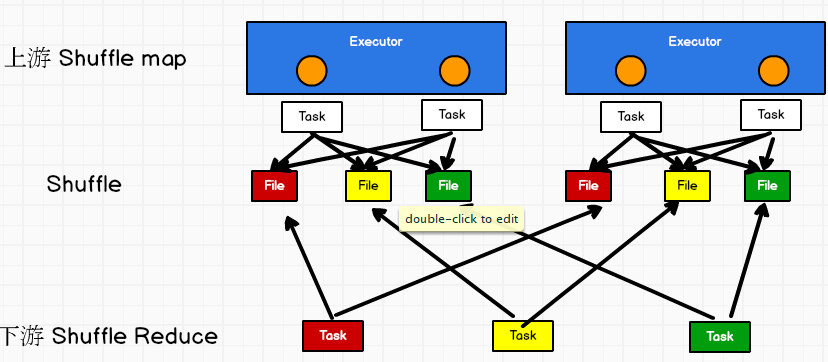 Executor Executor
上游 Shuffle map
Task Task Task Task
Shuffle File File File File File File
double-click to edit
下游 Shuffle Reduce Task Task Task